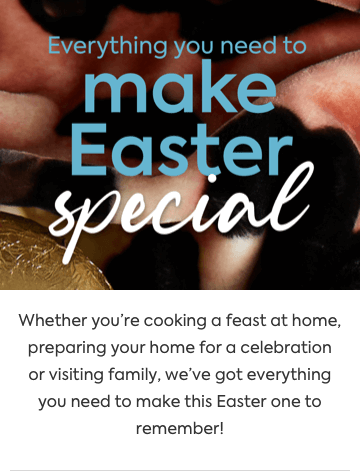 Everything you need to
make
Easter
special
Whether you’re cooking a feast at home,
preparing your home for a celebration
or visiting family, we’ve got everything
you need to make this Easter one to
remember!